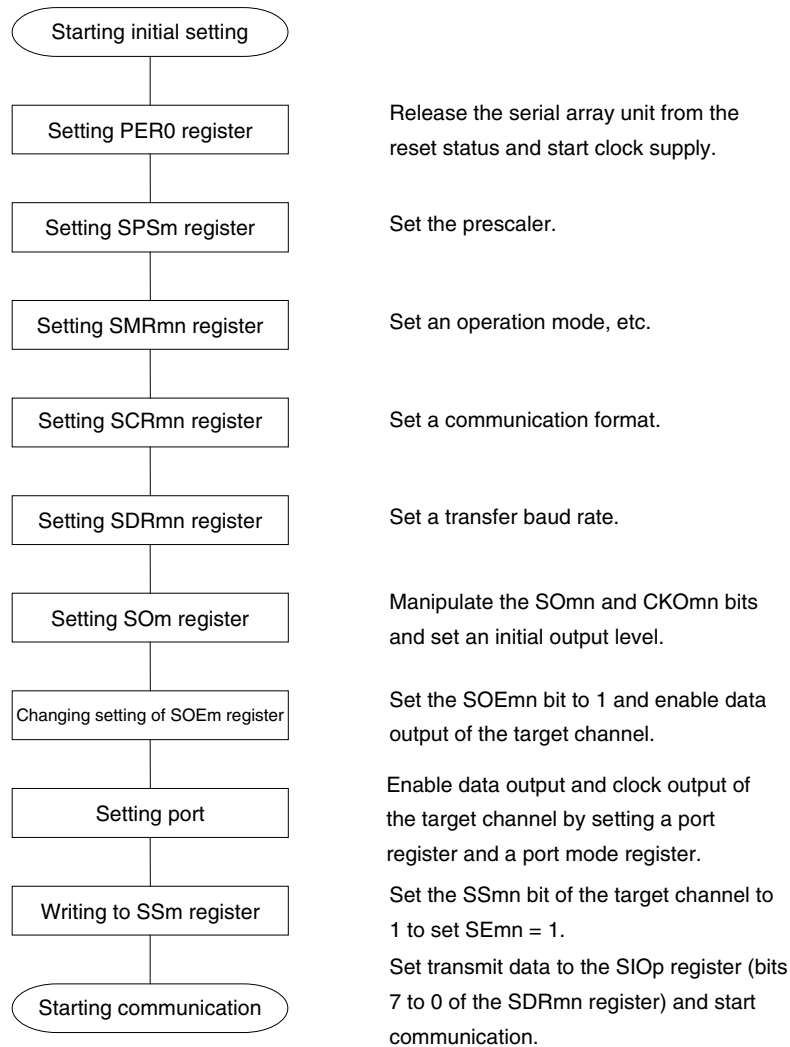 Starting initial setting
Setting PER0 register
Release the serial array unit from the
reset status and start clock supply.
Setting SPSm register
Set the prescaler.
Setting SMRmn register
Set an operation mode, etc.
Setting SCRmn register
Set a communication format.
Setting SDRmn register
Set a transfer baud rate.
Setting SOm register
Manipulate the SOmn and CKOmn bits
and set an initial output level.
Changing setting of SOEm register
Set the SOEmn bit to 1 and enable data
output of the target channel.
Setting port
Enable data output and clock output of
the target channel by setting a port
register and a port mode register.
Writing to SSm register
Set the SSmn bit of the target channel to
1 to set SEmn = 1.
Starting communication
Set transmit data to the SIOp register (bits
7 to 0 of the SDRmn register) and start
communication.